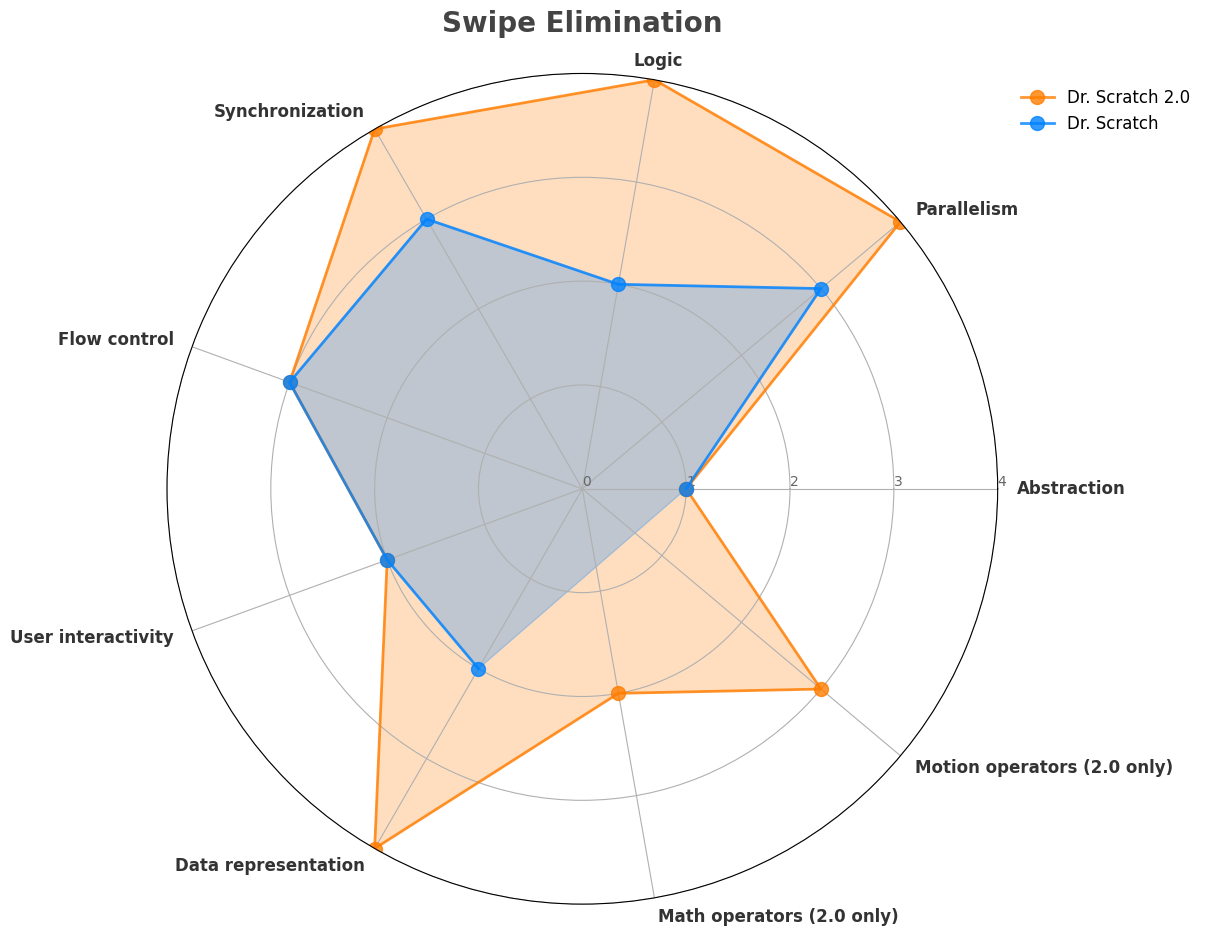 Swipe Elimination
Logic
Dr. Scratch 2.0
Dr. Scratch
Synchronization
Parallelism
Flow control
0
1
2
3
4
Abstraction
User interactivity
Motion operators (2.0 only)
Data representation
Math operators (2.0 only)